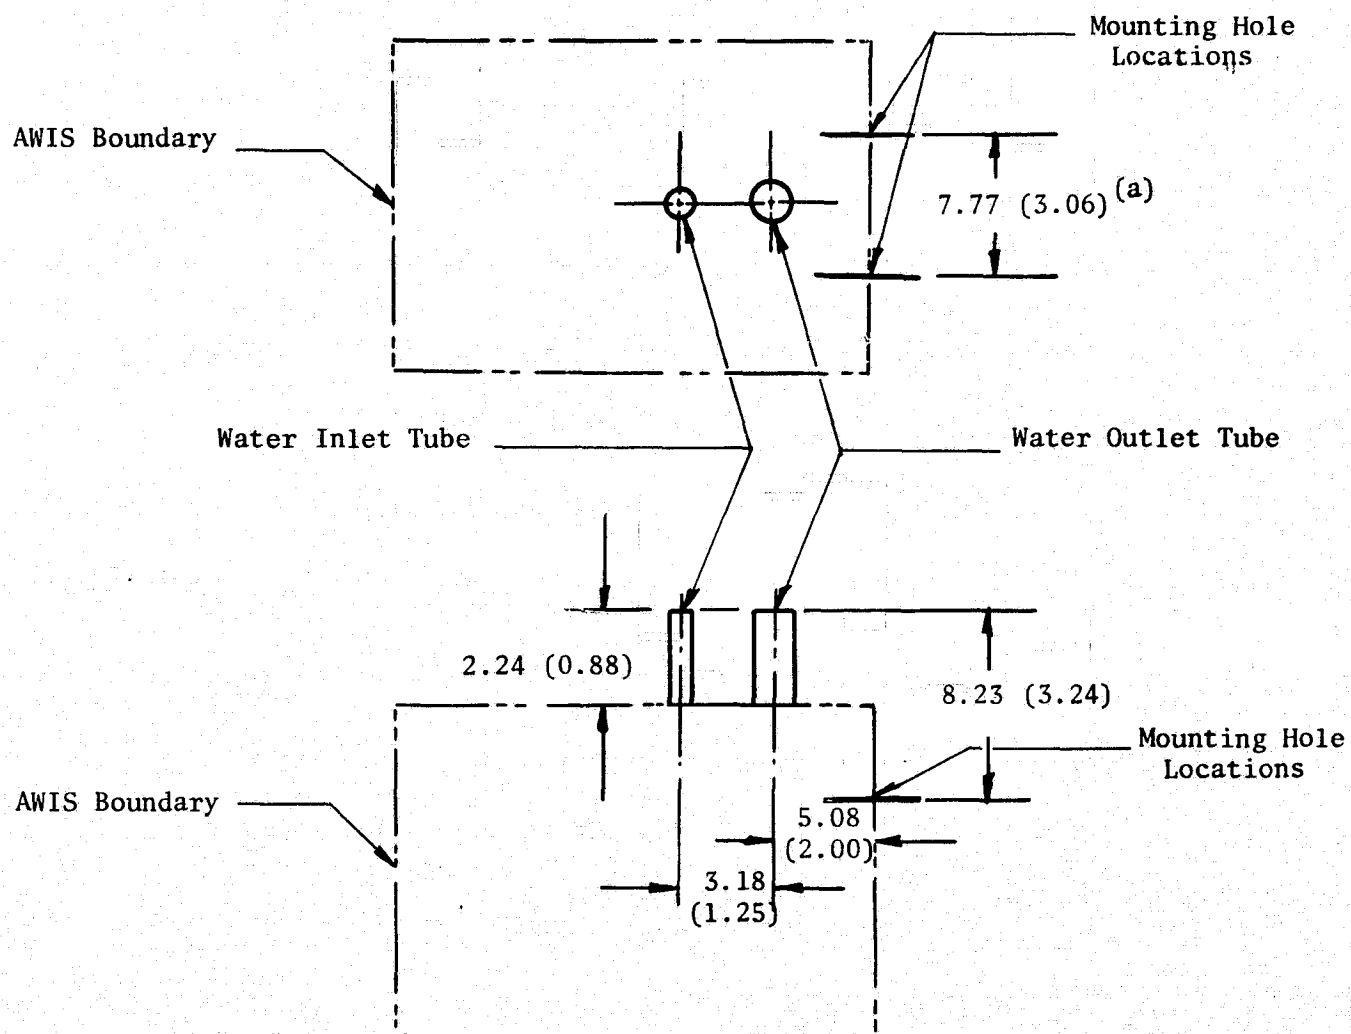 Mounting Hole
Locations
AWIS Boundary
7.77 (3.06)(a)
Water Inlet Tube
Water Outlet Tube
2.24 (0.88)
8.23 (3.24)
Mounting Hole
Locations
AWIS Boundary
5.08
(2.00)
3.18
(1.25)